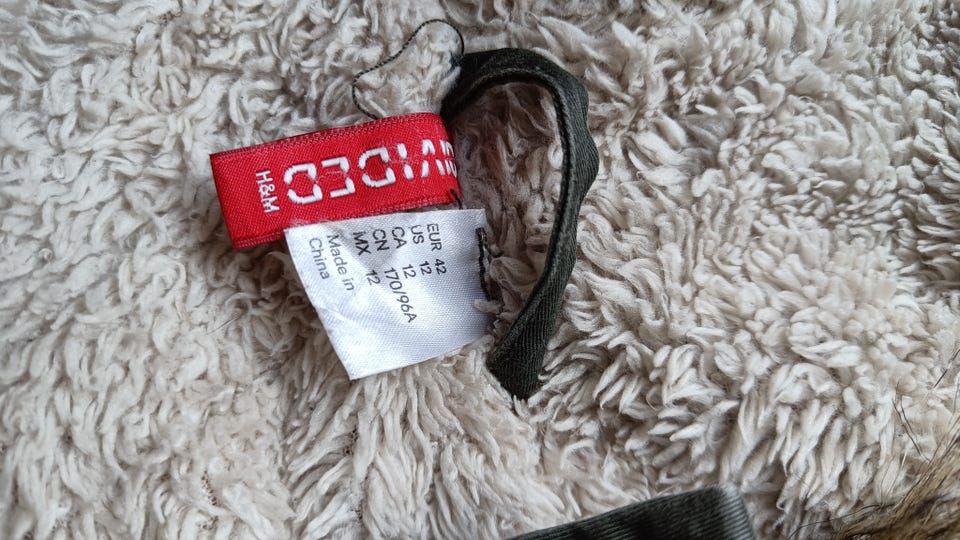 DIVIDED
H&M
EUR 42
US 12
CA 12
CN 170/96A
MX 12
Made in
China